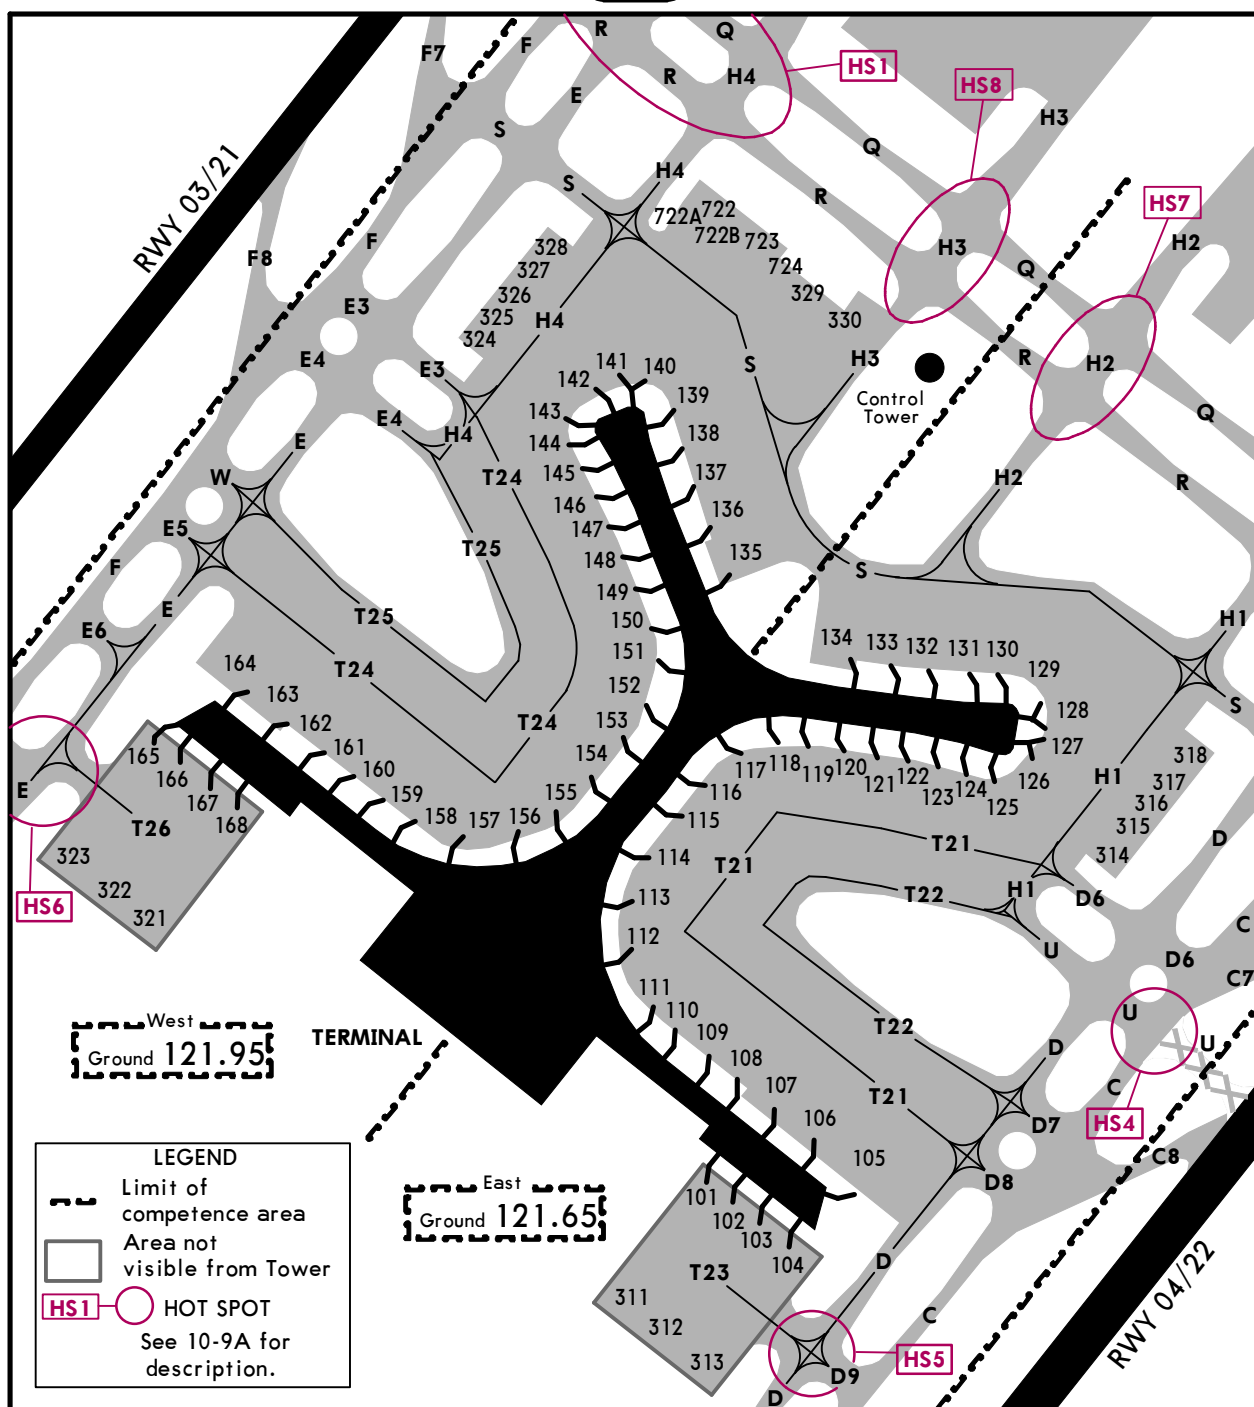 R
Q
F
F7
HS1
R
H4
E
HS8
H3
S
Q
RWY 03/21
H4
S
R
HS7
722A
722
722B
723
F
328
H3
H2
F8
327
724
Q
326
329
E3
325
H4
330
324
E4
R
E3
S
H3
H2
141
140
142
Control
Tower
139
143
E4
H4
Q
144
138
E
145
T24
137
W
H2
R
146
136
E5
147
T25
135
148
F
S
149
E
T25
150
H1
E6
134
133
132
131
130
151
129
164
T24
163
152
S
128
162
153
T24
127
165
161
318
166
154
117
118
119
120
121
122
123
124
125
126
H1
317
160
167
116
316
E
159
155
168
115
315
T26
158
157
156
D
T21
323
114
314
T21
HS6
322
113
T22
H1
D6
321
112
C
U
D6
C7
111
U
West
110
T22
Ground 121.95
TERMINAL
109
U
D
108
C
107
T21
D7
HS4
106
LEGEND
105
C8
Limit of
competence area
101
D8
East
102
Ground 121.65
103
Area not
visible from Tower
104
D
T23
RWY 04/22
311
HS1
HOT SPOT
C
312
See 10-9A for
description.
313
HS5
D9
D